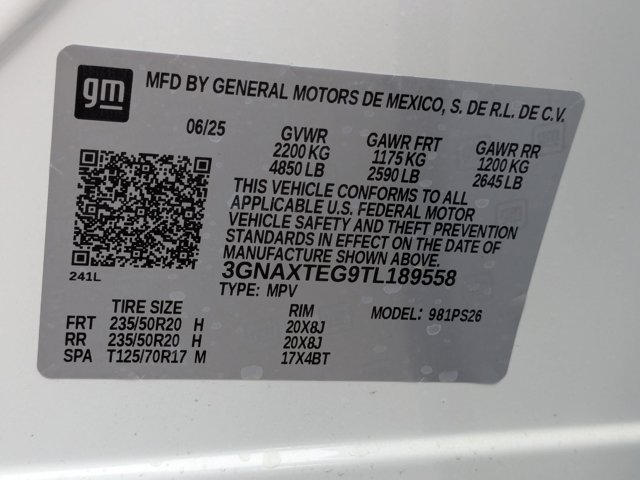 gm
MFD BY GENERAL MOTORS DE MEXICO, S. DE R.L. DE C.V.
06/25 GVWR GAWR FRT GAWR RR
2200 KG 1175 KG 1200 KG
4850 LB 2590 LB 2645 LB
THIS VEHICLE CONFORMS TO ALL
APPLICABLE U.S. FEDERAL MOTOR
VEHICLE SAFETY AND THEFT PREVENTION
STANDARDS IN EFFECT ON THE DATE OF
MANUFACTURE SHOWN ABOVE.
241L 3GNAXTEG9TL189558
TYPE: MPV
TIRE SIZE RIM MODEL: 981PS26
FRT 235/50R20 H 20X8J
RR 235/50R20 H 20X8J
SPA T125/70R17 M 17X4BT